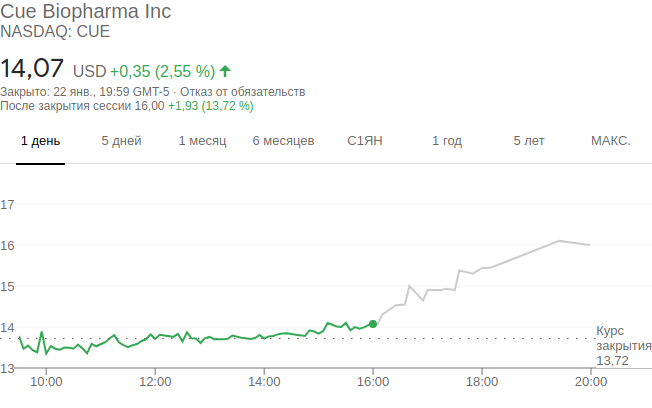 Cue Biopharma Inc
NASDAQ: CUE
14,07 USD +0,35 (2,55 %)
Закрыто: 22 янв., 19:59 GMT-5 · Отказ от обязательств
После закрытия сессии 16,00 +1,93 (13,72 %)
1 день 5 дней 1 месяц 6 месяцев С1ЯН 1 год 5 лет МАКС.
17
16
15
14
13
Курс
закрытия
13,72
10:00 12:00 14:00 16:00 18:00 20:00